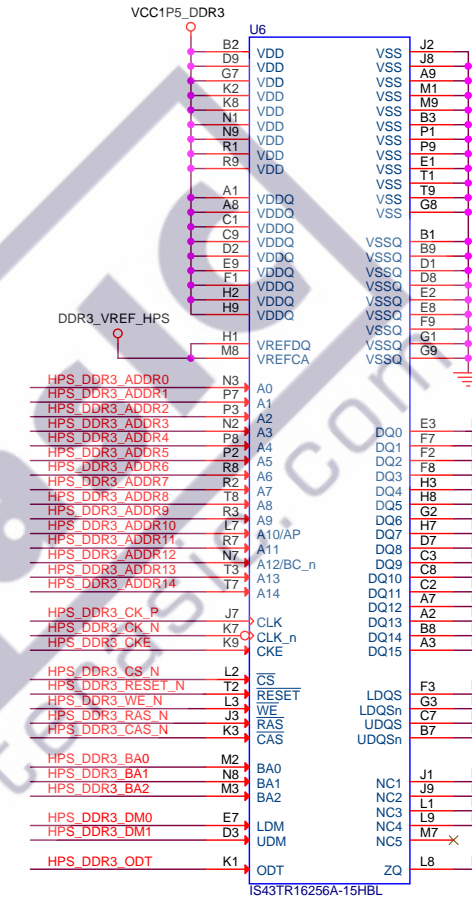 VCC1P5_DDR3
U6
B2 VDD VSS J2
D9 VDD VSS J8
G7 VDD VSS A9
K2 VDD VSS M1
K8 VDD VSS M9
N1 VDD VSS B3
N9 VDD VSS P1
R1 VDD VSS P9
R9 VDD VSS E1
VSS T1
A1 VDDQ VSS T9
A8 VDDQ VSS G8
C1 VDDQ
C9 VDDQ VSSQ B1
D2 VDDQ VSSQ B9
E9 VDDQ VSSQ D1
F1 VDDQ VSSQ D8
H2 VDDQ VSSQ E2
H9 VDDQ VSSQ E8
DDR3_VREF_HPS VSSQ F9
H1 VREFDQ VSSQ G1
M8 VREFCA VSSQ G9
HPS_DDR3_ADDR0 N3 A0
HPS_DDR3_ADDR1 P7 A1
HPS_DDR3_ADDR2 P3 A2
HPS_DDR3_ADDR3 N2 A3 DQ0 E3
HPS_DDR3_ADDR4 P8 A4 DQ1 F7
HPS_DDR3_ADDR5 P2 A5 DQ2 F2
HPS_DDR3_ADDR6 R8 A6 DQ3 F8
HPS_DDR3_ADDR7 R2 A7 DQ4 H3
HPS_DDR3_ADDR8 T8 A8 DQ5 H8
HPS_DDR3_ADDR9 R3 A9 DQ6 G2
HPS_DDR3_ADDR10 L7 A10/AP DQ7 H7
HPS_DDR3_ADDR11 R7 A11 DQ8 D7
HPS_DDR3_ADDR12 N7 A12/BC_n DQ9 C3
HPS_DDR3_ADDR13 T3 A13 DQ10 C8
HPS_DDR3_ADDR14 T7 A14 DQ11 C2
DQ12 A7
HPS_DDR3_CK_P J7 CLK DQ13 A2
HPS_DDR3_CK_N K7 CLK_n DQ14 B8
HPS_DDR3_CKE K9 CKE DQ15 A3
HPS_DDR3_CS_N L2 CS
HPS_DDR3_RESET_N T2 RESET LDQS F3
HPS_DDR3_WE_N L3 WE LDQSn G3
HPS_DDR3_RAS_N J3 RAS UDQS C7
HPS_DDR3_CAS_N K3 CAS UDQSn B7
HPS_DDR3_BA0 M2 BA0
HPS_DDR3_BA1 N8 BA1 NC1 J1
HPS_DDR3_BA2 M3 BA2 NC2 J9
NC3 L1
HPS_DDR3_DM0 E7 LDM NC4 L9
HPS_DDR3_DM1 D3 UDM NC5 M7
HPS_DDR3_ODT K1 ODT ZQ L8
IS43TR16256A-15HBL
terasic.com